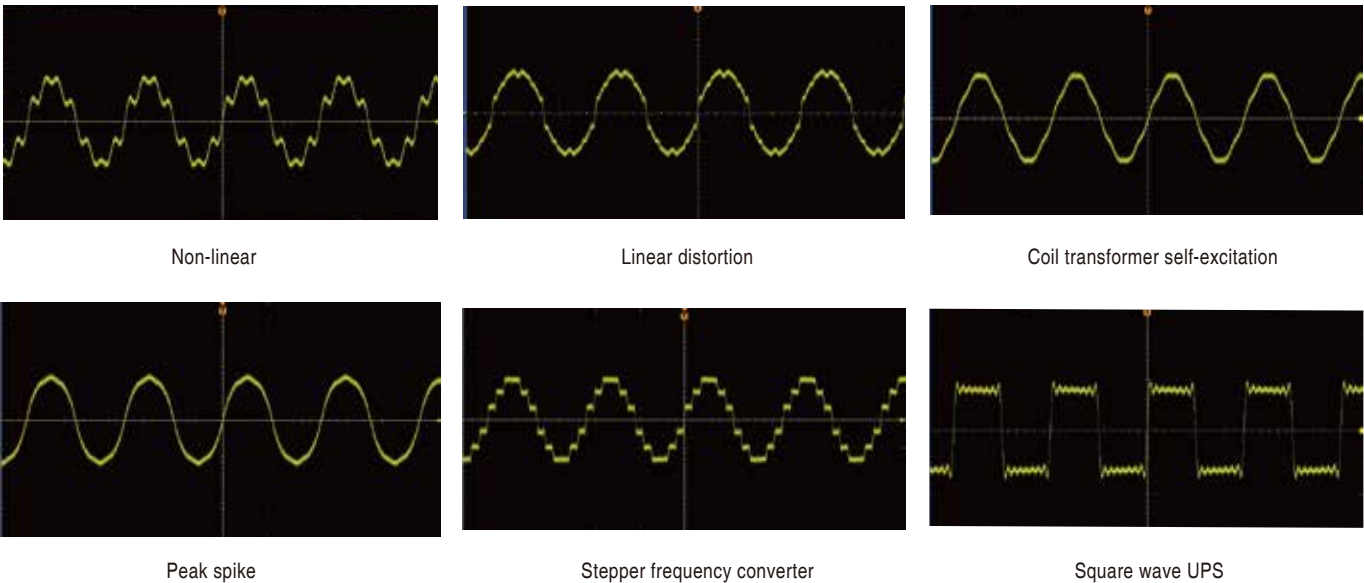 Non-linear
Linear distortion
Coil transformer self-excitation
Peak spike
Stepper frequency converter
Square wave UPS